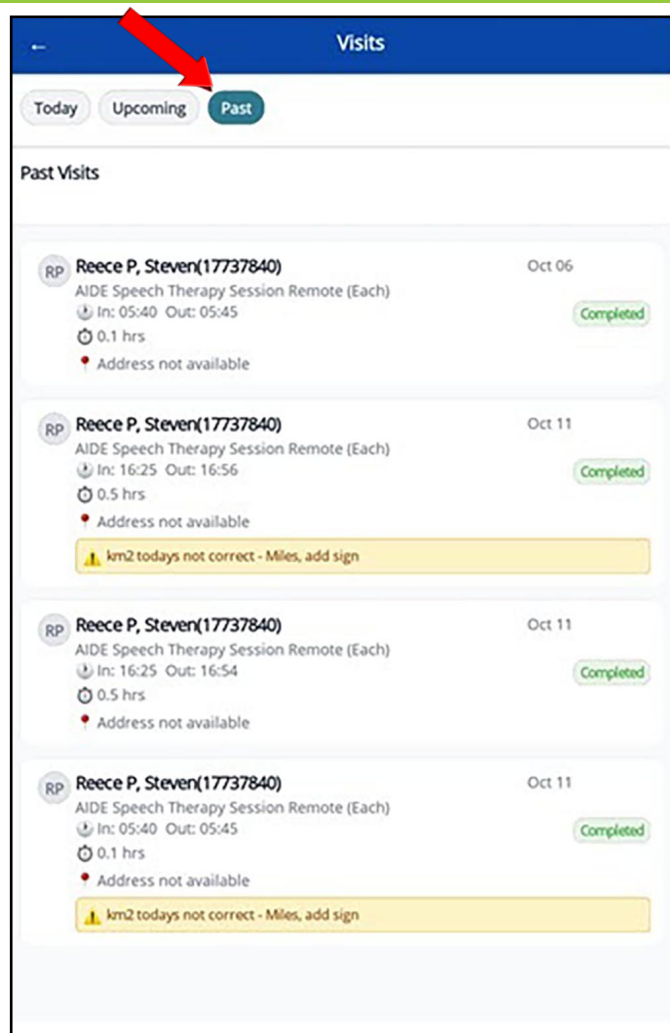 ← Visits
Today Upcoming Past
Past Visits
RP Reece P, Steven(17737840) Oct 06
AIDE Speech Therapy Session Remote (Each)
In: 05:40 Out: 05:45 Completed
0.1 hrs
Address not available
RP Reece P, Steven(17737840) Oct 11
AIDE Speech Therapy Session Remote (Each)
In: 16:25 Out: 16:56 Completed
0.5 hrs
Address not available
km2 todays not correct - Miles, add sign
RP Reece P, Steven(17737840) Oct 11
AIDE Speech Therapy Session Remote (Each)
In: 16:25 Out: 16:54 Completed
0.5 hrs
Address not available
RP Reece P, Steven(17737840) Oct 11
AIDE Speech Therapy Session Remote (Each)
In: 05:40 Out: 05:45 Completed
0.1 hrs
Address not available
km2 todays not correct - Miles, add sign